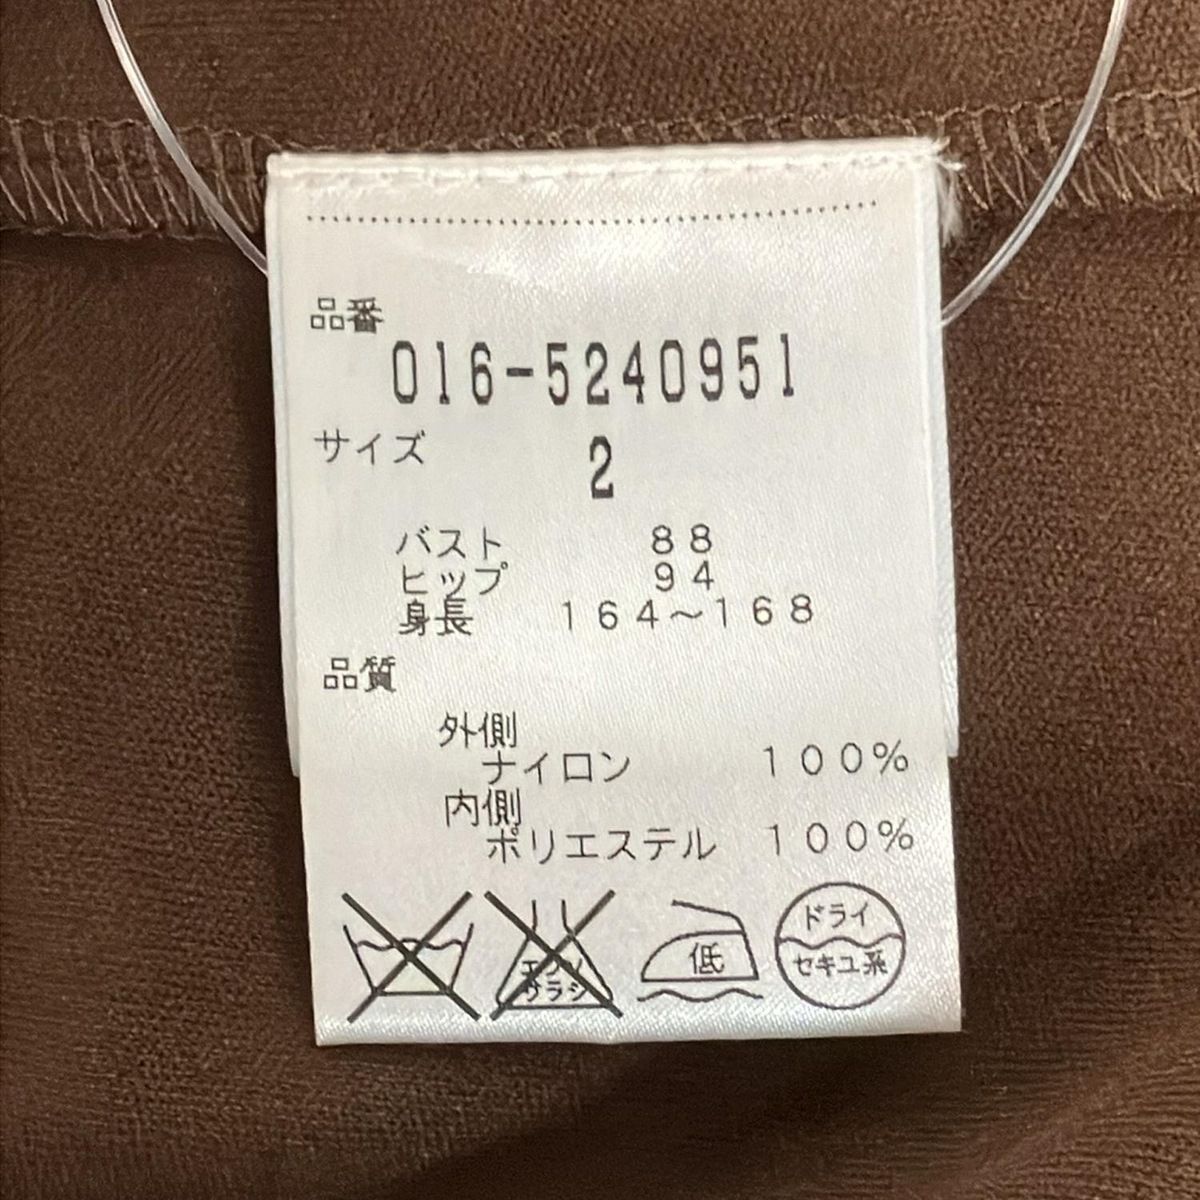 品番
016-5240951
サイズ 2
バスト 88
ヒップ 94
身長 164～168
品質
外側
ナイロン 100%
内側
ポリエステル 100%
エンソ
サラシ
低
ドライ
セキユ系